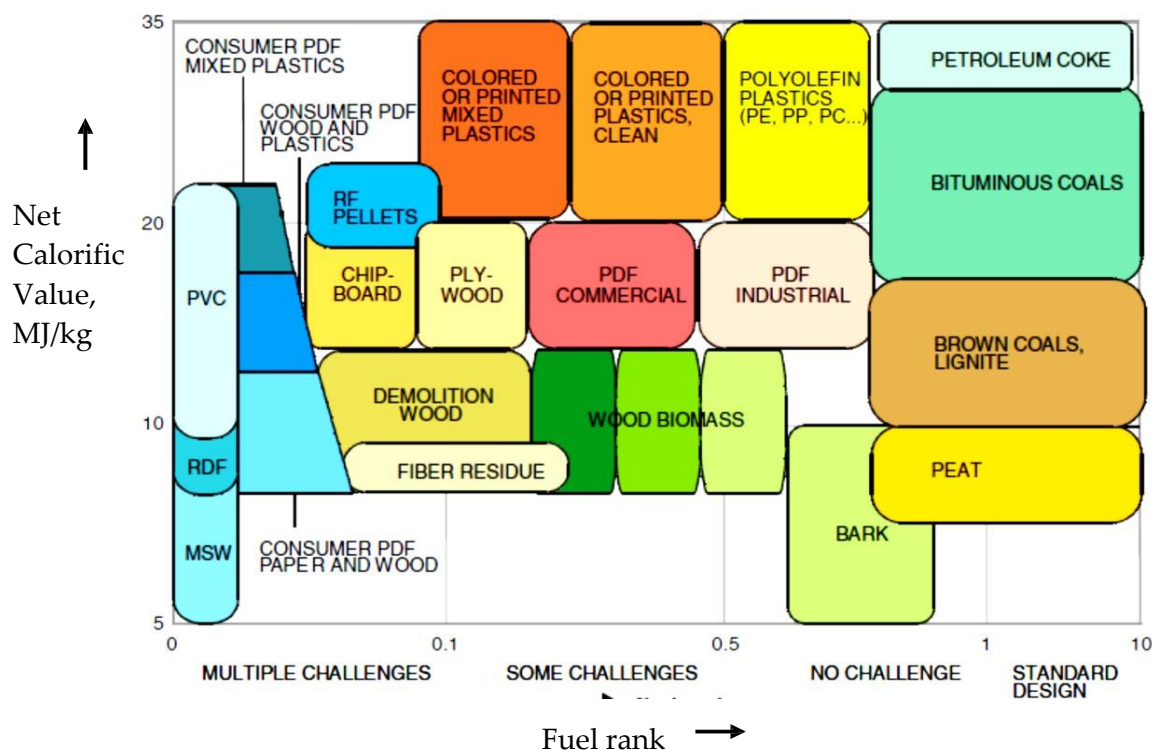 35
CONSUMER PDF
MIXED PLASTICS
CONSUMER PDF
WOOD AND
PLASTICS
COLORED
OR PRINTED
MIXED
PLASTICS
COLORED
OR PRINTED
PLASTICS,
CLEAN
POLYOLEFIN
PLASTICS
(PE, PP, PC...)
PETROLEUM COKE
BITUMINOUS COALS
Net
Calorific
Value,
MJ/kg
20
RF
PELLETS
PVC
CHIP-
BOARD
PLY-
WOOD
PDF
COMMERCIAL
PDF
INDUSTRIAL
BROWN COALS,
LIGNITE
10
DEMOLITION
WOOD
WOOD BIOMASS
RDF
FIBER RESIDUE
PEAT
MSW
CONSUMER PDF
PAPER AND WOOD
BARK
5
0 0.1 0.5 1 10
MULTIPLE CHALLENGES SOME CHALLENGES NO CHALLENGE STANDARD
DESIGN
Fuel rank